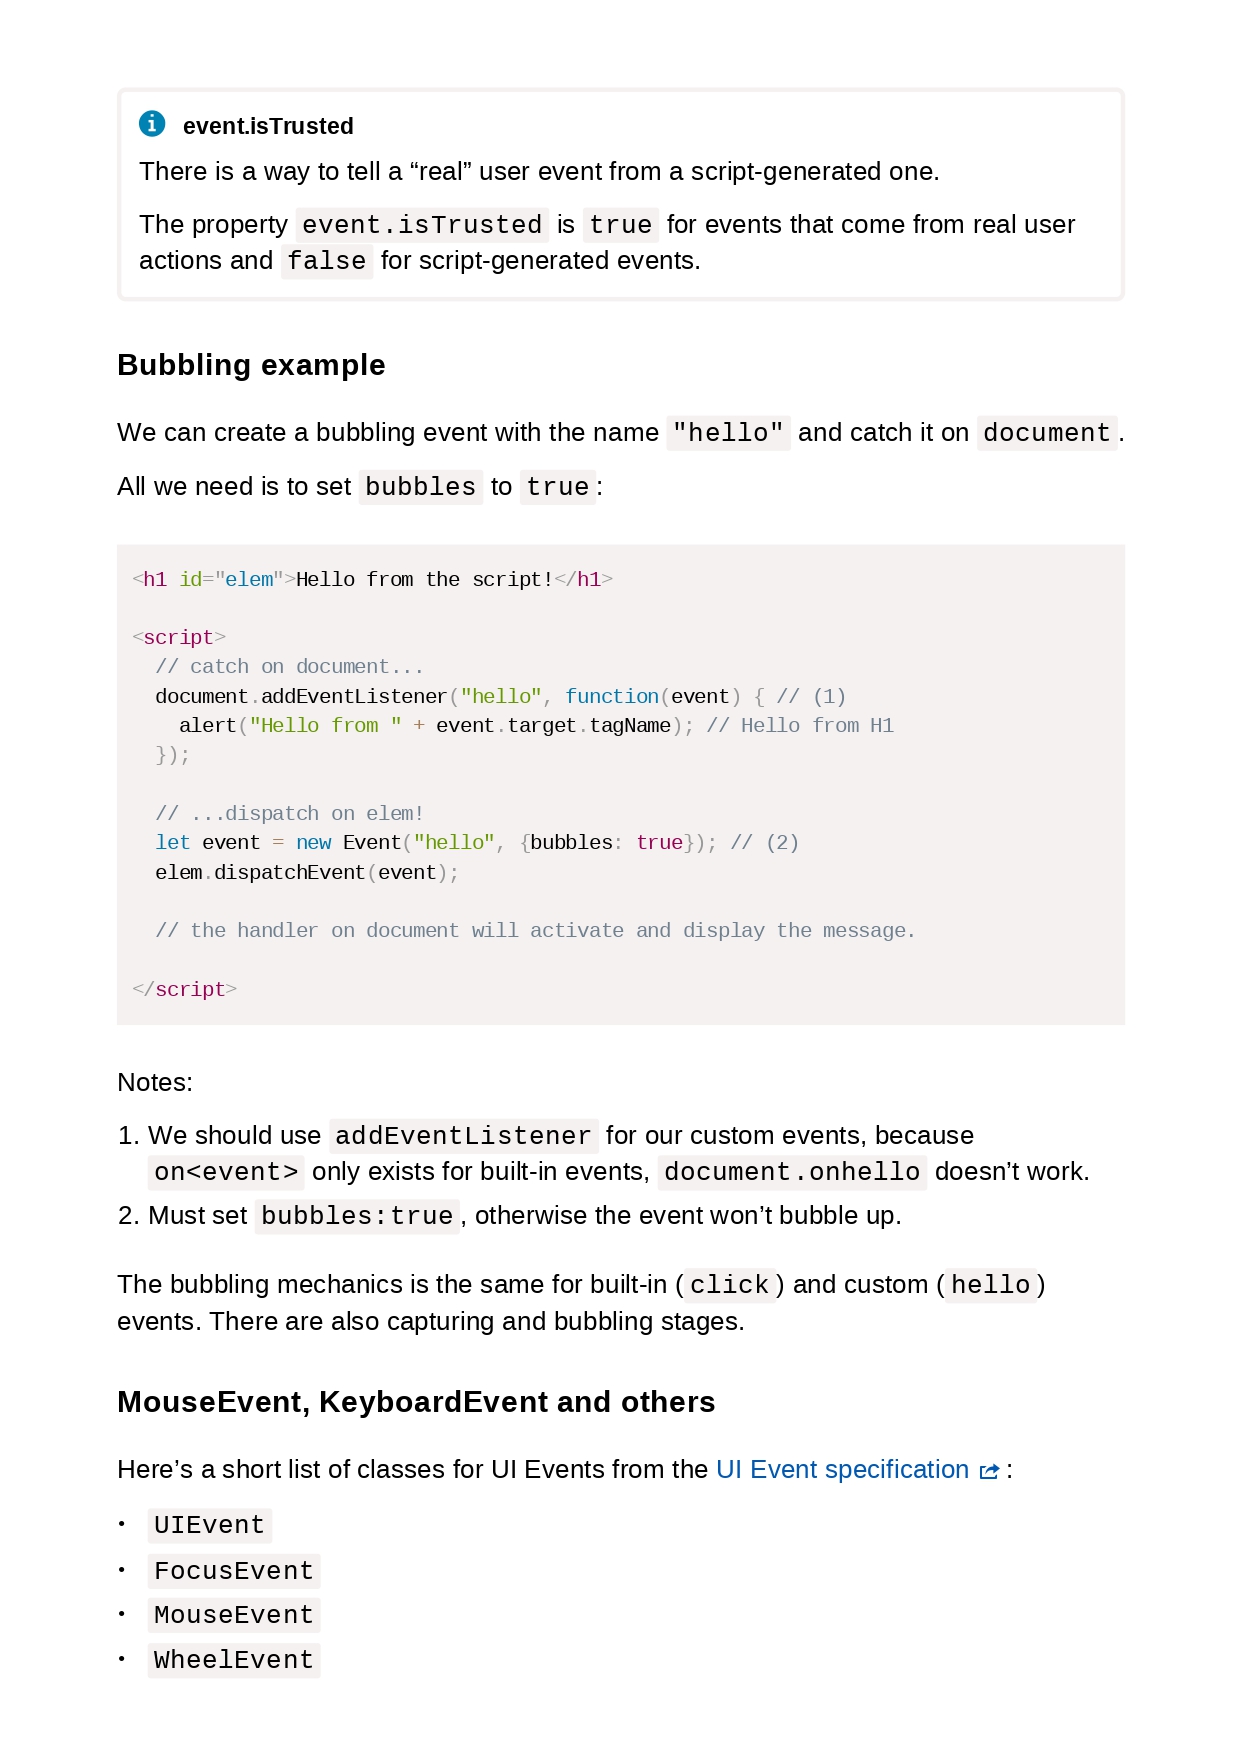 event.isTrusted
There is a way to tell a “real” user event from a script-generated one.
The property event.isTrusted is true for events that come from real user
actions and false for script-generated events.
Bubbling example
We can create a bubbling event with the name "hello" and catch it on document.
All we need is to set bubbles to true:
<h1 id="elem">Hello from the script!</h1>
<script>
  // catch on document...
  document.addEventListener("hello", function(event) { // (1)
    alert("Hello from " + event.target.tagName); // Hello from H1
  });
  // ...dispatch on elem!
  let event = new Event("hello", {bubbles: true}); // (2)
  elem.dispatchEvent(event);
  // the handler on document will activate and display the message.
</script>
Notes:
1. We should use addEventListener for our custom events, because
on<event> only exists for built-in events, document.onhello doesn’t work.
2. Must set bubbles:true, otherwise the event won’t bubble up.
The bubbling mechanics is the same for built-in (click) and custom (hello)
events. There are also capturing and bubbling stages.
MouseEvent, KeyboardEvent and others
Here’s a short list of classes for UI Events from the UI Event specification :
• UIEvent
• FocusEvent
• MouseEvent
• WheelEvent